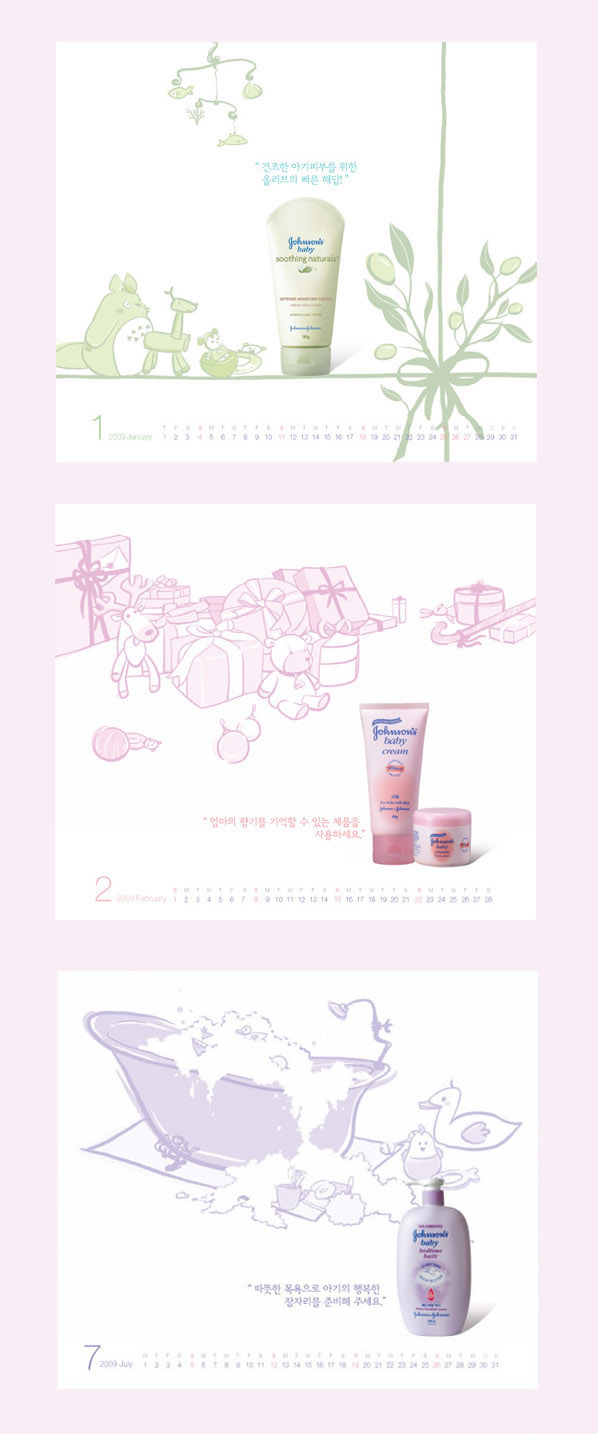 “ 건조한 아기피부를 위한
올리브의 빠른 해답! ”
Johnson's
baby
soothing naturals
INTENSE MOISTURE CREAM
Johnson & Johnson
1 2009 January
T F S S M T W T F S S M T W T F S S M T W T F S S M T W T F S
1 2 3 4 5 6 7 8 9 10 11 12 13 14 15 16 17 18 19 20 21 22 23 24 25 26 27 28 29 30 31
Johnson's
baby
cream
Johnson & Johnson
Johnson's
baby
“ 엄마의 향기를 기억할 수 있는 제품을
사용하세요.”
2 2009 February
S M T W T F S S M T W T F S S M T W T F S S M T W T F S
1 2 3 4 5 6 7 8 9 10 11 12 13 14 15 16 17 18 19 20 21 22 23 24 25 26 27 28
Johnson's
baby
bedtime
bath
Johnson & Johnson
“ 따뜻한 목욕으로 아기의 행복한
잠자리를 준비해 주세요.”
7 2009 July
W T F S S M T W T F S S M T W T F S S M T W T F S S M T W T F
1 2 3 4 5 6 7 8 9 10 11 12 13 14 15 16 17 18 19 20 21 22 23 24 25 26 27 28 29 30 31